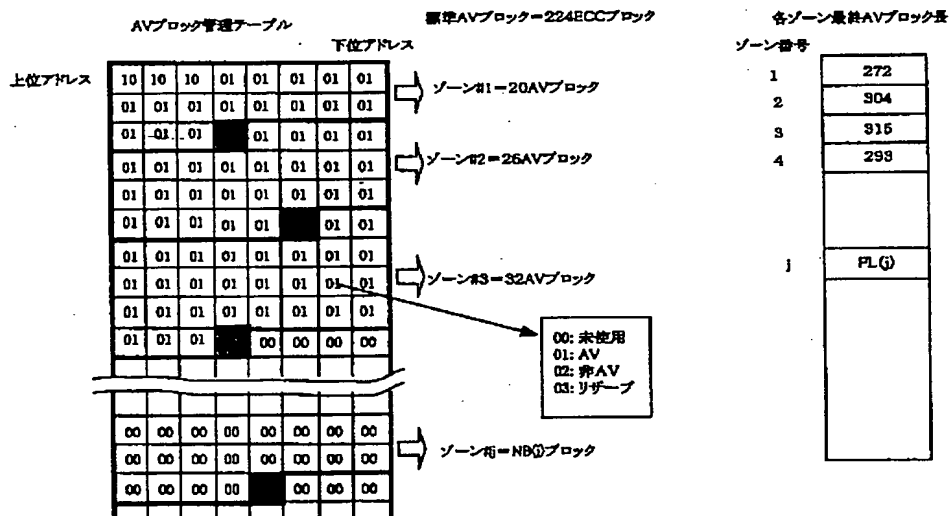 AVブロック管理テーブル
標準AVブロック=224ECCブロック
各ゾーン最終AVブロック長
下位アドレス
ゾーン番号
上位アドレス
10 10 10 01 01 01 01 01
01 01 01 01 01 01 01 01
01 01 01 01 01 01 01
01 01 01 01 01 01 01 01
01 01 01 01 01 01 01 01
01 01 01 01 01 01 01
01 01 01 01 01 01 01 01
01 01 01 01 01 01 01 01
01 01 01 01 01 01 01 01
01 01 01 00 00 00 00
00 00 00 00 00 00 00 00
00 00 00 00 00 00 00 00
00 00 00 00 00 00 00
ゾーン#1=20AVブロック
ゾーン#2=26AVブロック
ゾーン#3=32AVブロック
00: 未使用
01: AV
02: 非AV
03: リザーブ
ゾーン#j=NB(j)ブロック
1 272
2 304
3 315
4 293
j FL(j)